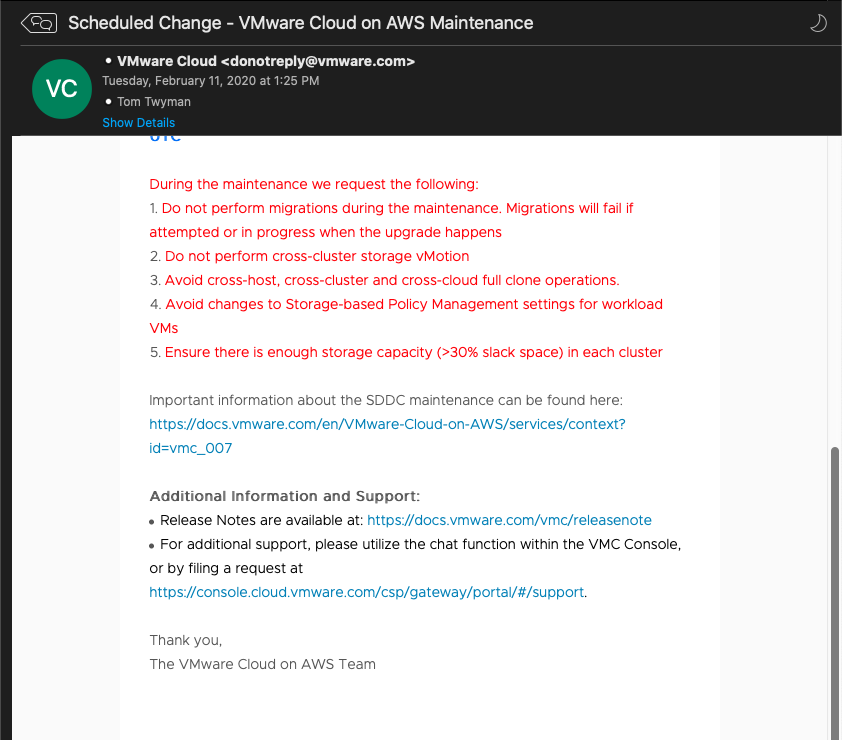 Scheduled Change - VMware Cloud on AWS Maintenance
VC
• VMware Cloud <donotreply@vmware.com>
Tuesday, February 11, 2020 at 1:25 PM
• Tom Twyman
Show Details
UTC
During the maintenance we request the following:
1. Do not perform migrations during the maintenance. Migrations will fail if
attempted or in progress when the upgrade happens
2. Do not perform cross-cluster storage vMotion
3. Avoid cross-host, cross-cluster and cross-cloud full clone operations.
4. Avoid changes to Storage-based Policy Management settings for workload
VMs
5. Ensure there is enough storage capacity (>30% slack space) in each cluster
Important information about the SDDC maintenance can be found here:
https://docs.vmware.com/en/VMware-Cloud-on-AWS/services/context?
id=vmc_007
Additional Information and Support:
• Release Notes are available at: https://docs.vmware.com/vmc/releasenote
• For additional support, please utilize the chat function within the VMC Console,
or by filing a request at
https://console.cloud.vmware.com/csp/gateway/portal/#/support.
Thank you,
The VMware Cloud on AWS Team